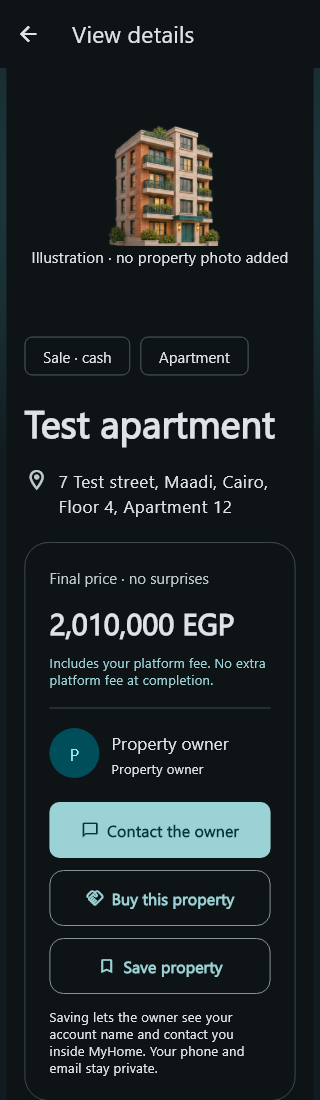 View details
Illustration · no property photo added
Sale · cash
Apartment
Test apartment
7 Test street, Maadi, Cairo,
Floor 4, Apartment 12
Final price · no surprises
2,010,000 EGP
Includes your platform fee. No extra
platform fee at completion.
P
Property owner
Property owner
Contact the owner
Buy this property
Save property
Saving lets the owner see your
account name and contact you
inside MyHome. Your phone and
email stay private.